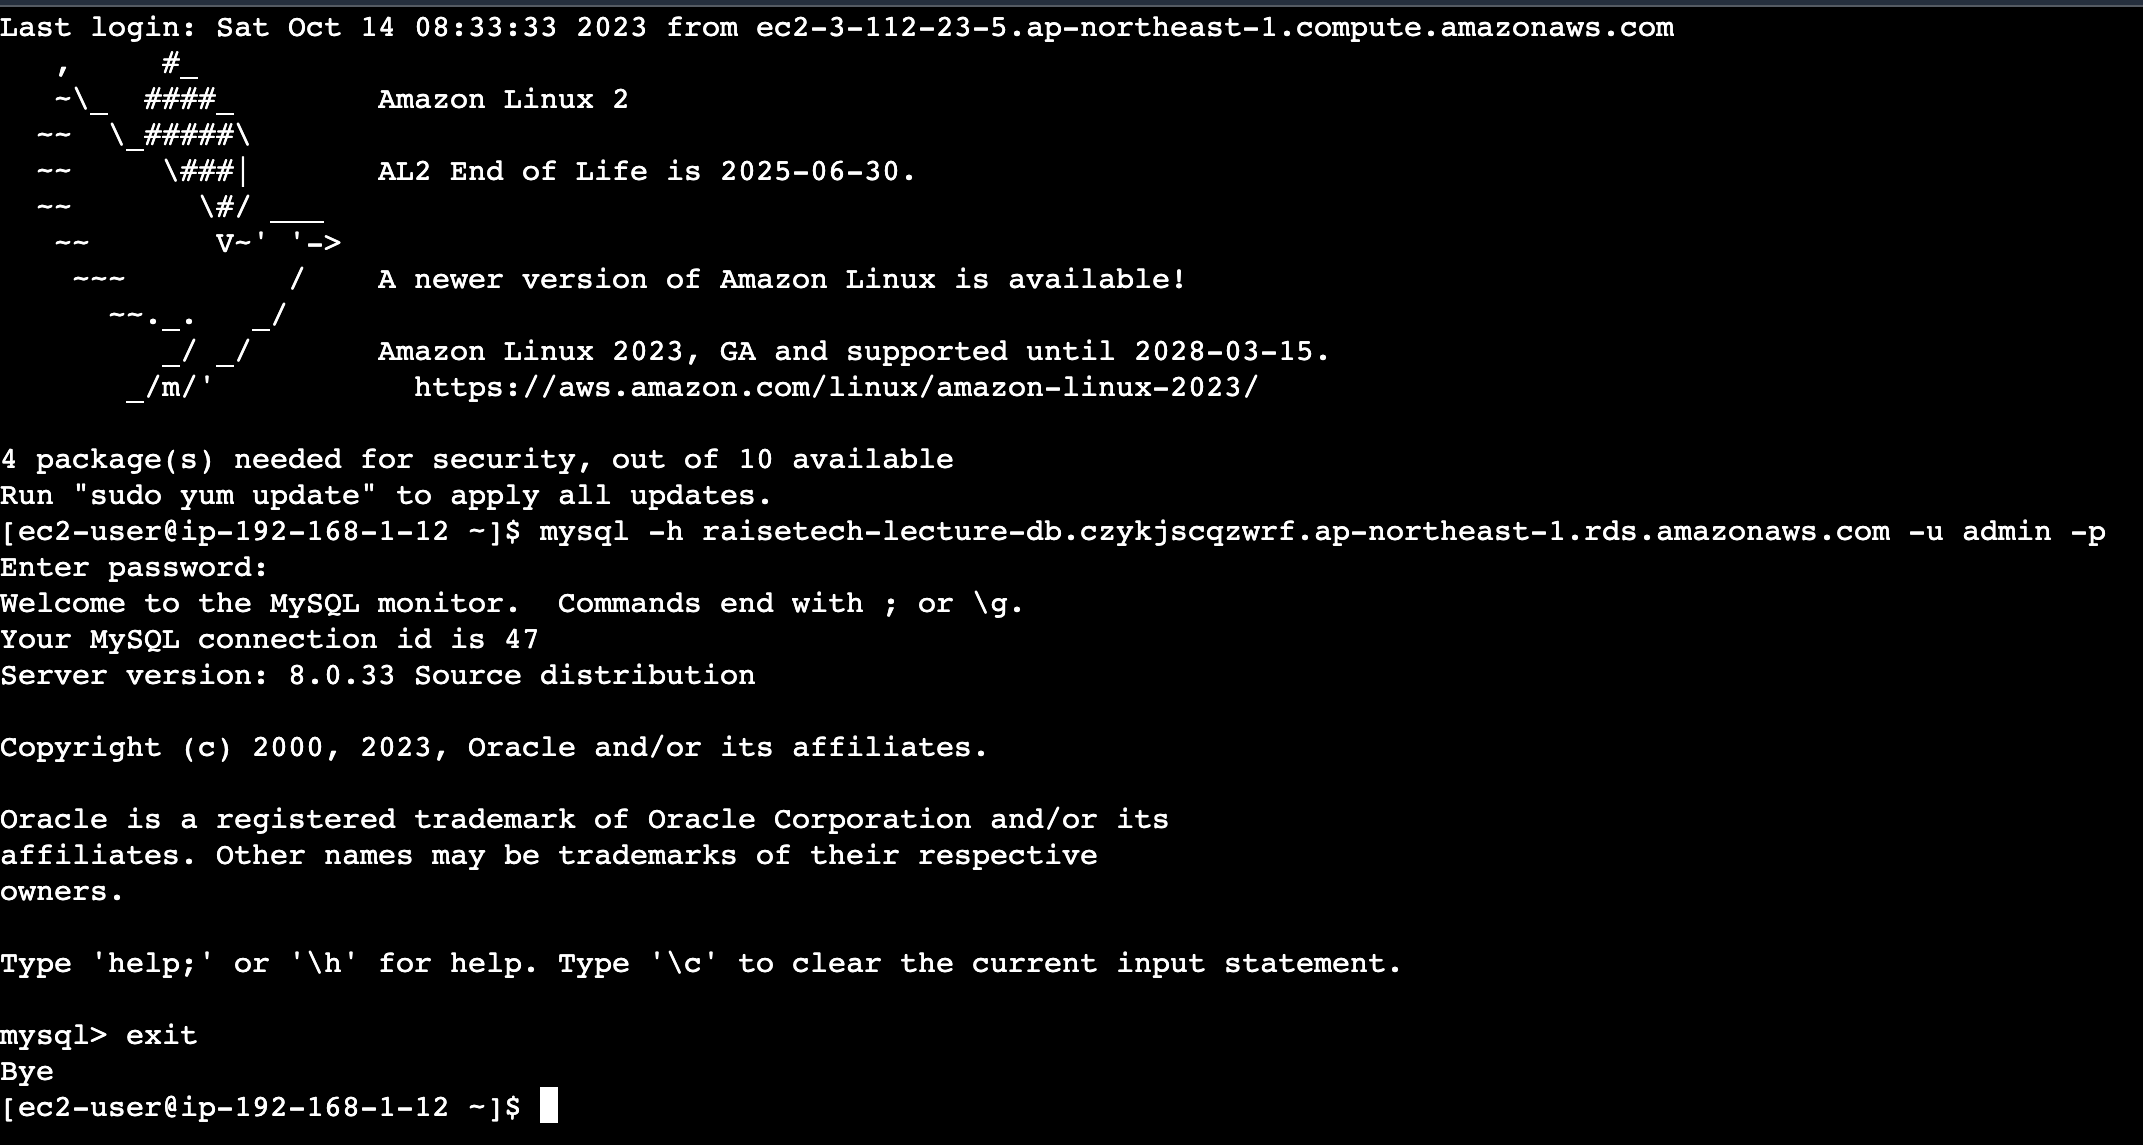 Last login: Sat Oct 14 08:33:33 2023 from ec2-3-112-23-5.ap-northeast-1.compute.amazonaws.com
   ,     #_
   ~\_  ####_        Amazon Linux 2
  ~~  \_#####\
  ~~     \###|       AL2 End of Life is 2025-06-30.
  ~~       \#/ ___
   ~~       V~' '->
    ~~~         /    A newer version of Amazon Linux is available!
      ~~._.   _/
         _/ _/       Amazon Linux 2023, GA and supported until 2028-03-15.
       _/m/'           https://aws.amazon.com/linux/amazon-linux-2023/

4 package(s) needed for security, out of 10 available
Run "sudo yum update" to apply all updates.
[ec2-user@ip-192-168-1-12 ~]$ mysql -h raisetech-lecture-db.czykjscqzwrf.ap-northeast-1.rds.amazonaws.com -u admin -p
Enter password:
Welcome to the MySQL monitor.  Commands end with ; or \g.
Your MySQL connection id is 47
Server version: 8.0.33 Source distribution

Copyright (c) 2000, 2023, Oracle and/or its affiliates.

Oracle is a registered trademark of Oracle Corporation and/or its
affiliates. Other names may be trademarks of their respective
owners.

Type 'help;' or '\h' for help. Type '\c' to clear the current input statement.

mysql> exit
Bye
[ec2-user@ip-192-168-1-12 ~]$